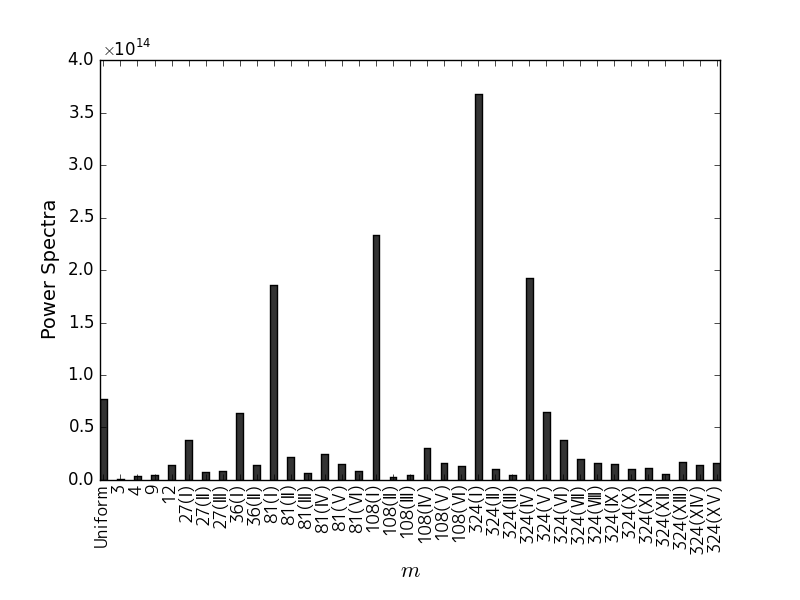 ×10¹⁴
4.0
3.5
3.0
2.5
2.0
1.5
1.0
0.5
0.0
Power Spectra
Uniform
3
4
9
12
27(I)
27(II)
27(III)
36(I)
36(II)
81(I)
81(II)
81(III)
81(IV)
81(V)
81(VI)
108(I)
108(II)
108(III)
108(IV)
108(V)
108(VI)
324(I)
324(II)
324(III)
324(IV)
324(V)
324(VI)
324(VII)
324(VIII)
324(IX)
324(X)
324(XI)
324(XII)
324(XIII)
324(XIV)
324(XV)
m